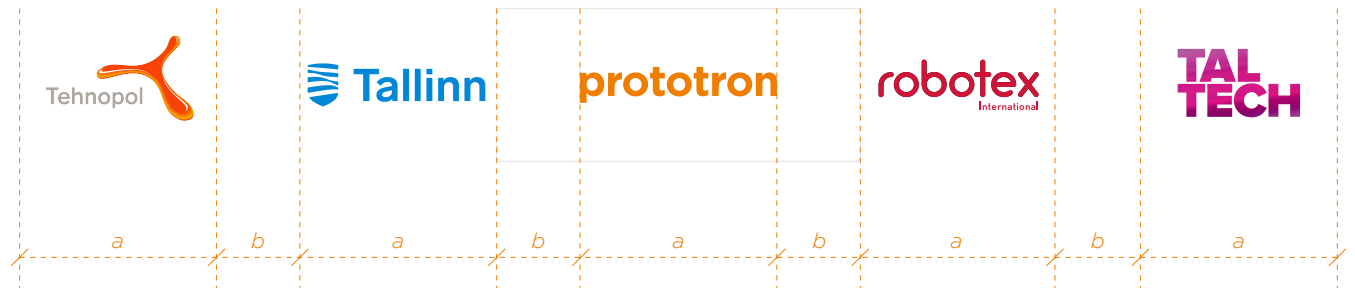 Tehnopol
Tallinn
prototron
robotex
International
TAL
TECH
a b a b a b a b a